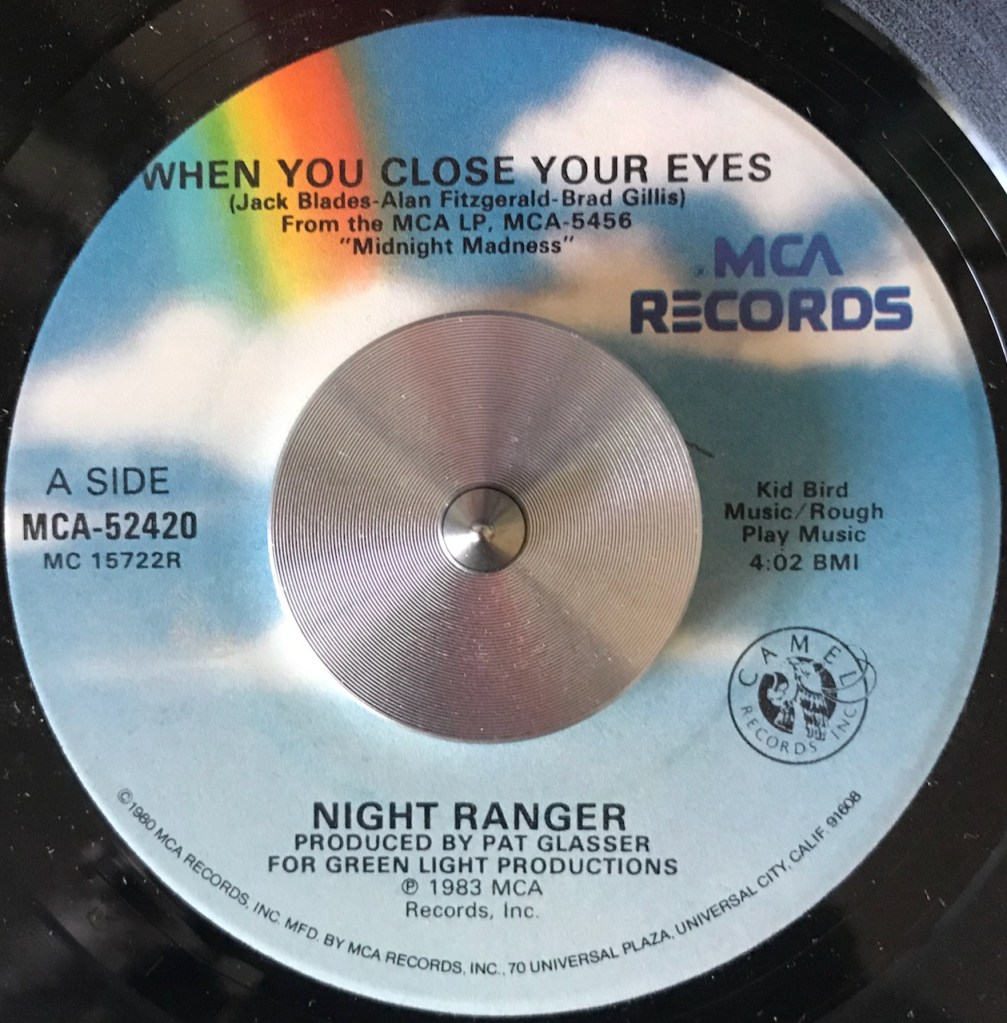 WHEN YOU CLOSE YOUR EYES
(Jack Blades-Alan Fitzgerald-Brad Gillis)
From the MCA LP, MCA-5456
"Midnight Madness"
MCA
RECORDS
A SIDE
MCA-52420
MC 15722R
Kid Bird
Music/Rough
Play Music
4:02 BMI
CAMEL
RECORDS INC.
NIGHT RANGER
PRODUCED BY PAT GLASSER
FOR GREEN LIGHT PRODUCTIONS
℗ 1983 MCA
Records, Inc.
©1980 MCA RECORDS, INC. MFD. BY MCA RECORDS, INC., 70 UNIVERSAL PLAZA, UNIVERSAL CITY, CALIF. 91608